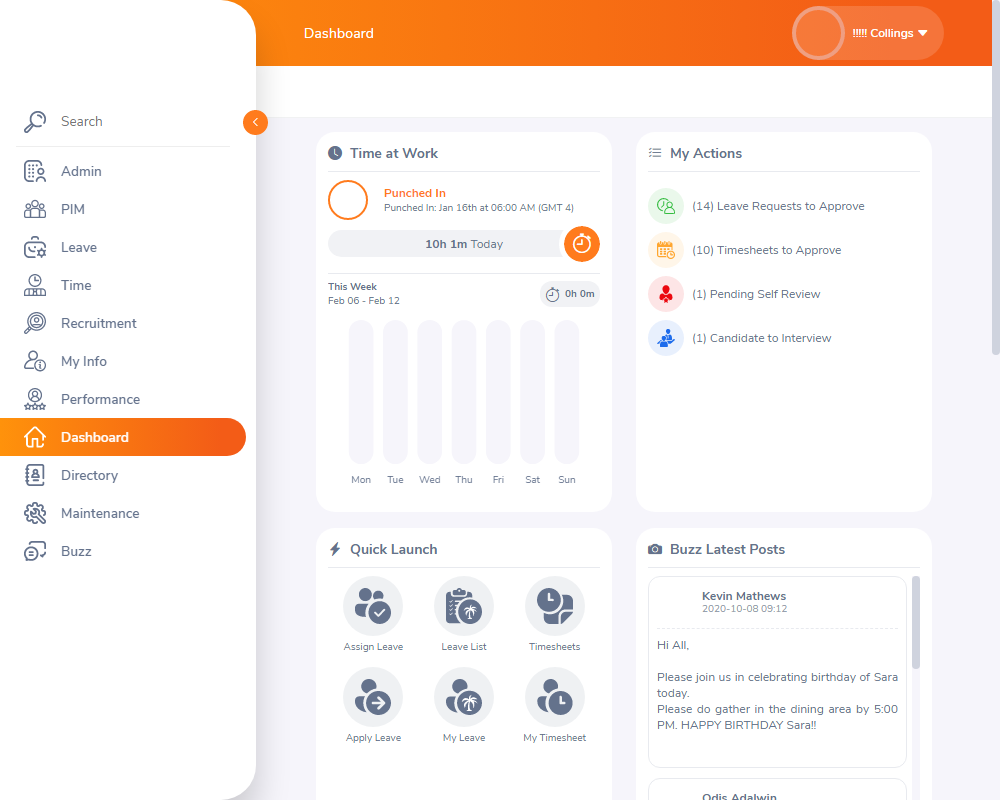 Dashboard
!!!!! Collings
Search
Admin
PIM
Leave
Time
Recruitment
My Info
Performance
Dashboard
Directory
Maintenance
Buzz
Time at Work
Punched In
Punched In: Jan 16th at 06:00 AM (GMT 4)
10h 1m Today
This Week
Feb 06 - Feb 12
0h 0m
Mon Tue Wed Thu Fri Sat Sun
My Actions
(14) Leave Requests to Approve
(10) Timesheets to Approve
(1) Pending Self Review
(1) Candidate to Interview
Quick Launch
Assign Leave Leave List Timesheets
Apply Leave My Leave My Timesheet
Buzz Latest Posts
Kevin Mathews
2020-10-08 09:12
Hi All,
Please join us in celebrating birthday of Sara
today.
Please do gather in the dining area by 5:00
PM. HAPPY BIRTHDAY Sara!!
Odis Adalwin